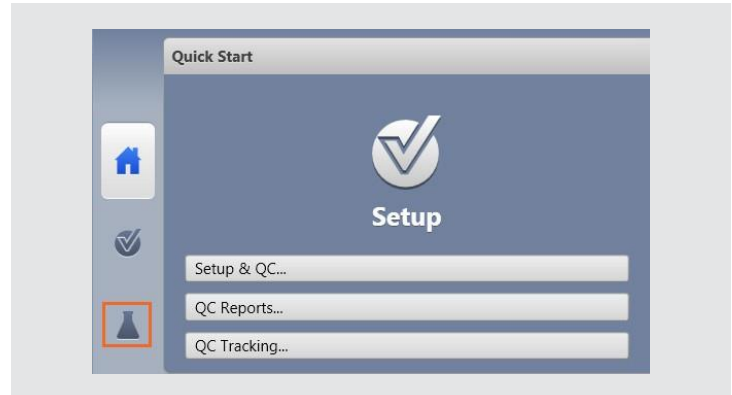 Quick Start
Setup
Setup & QC...
QC Reports...
QC Tracking...